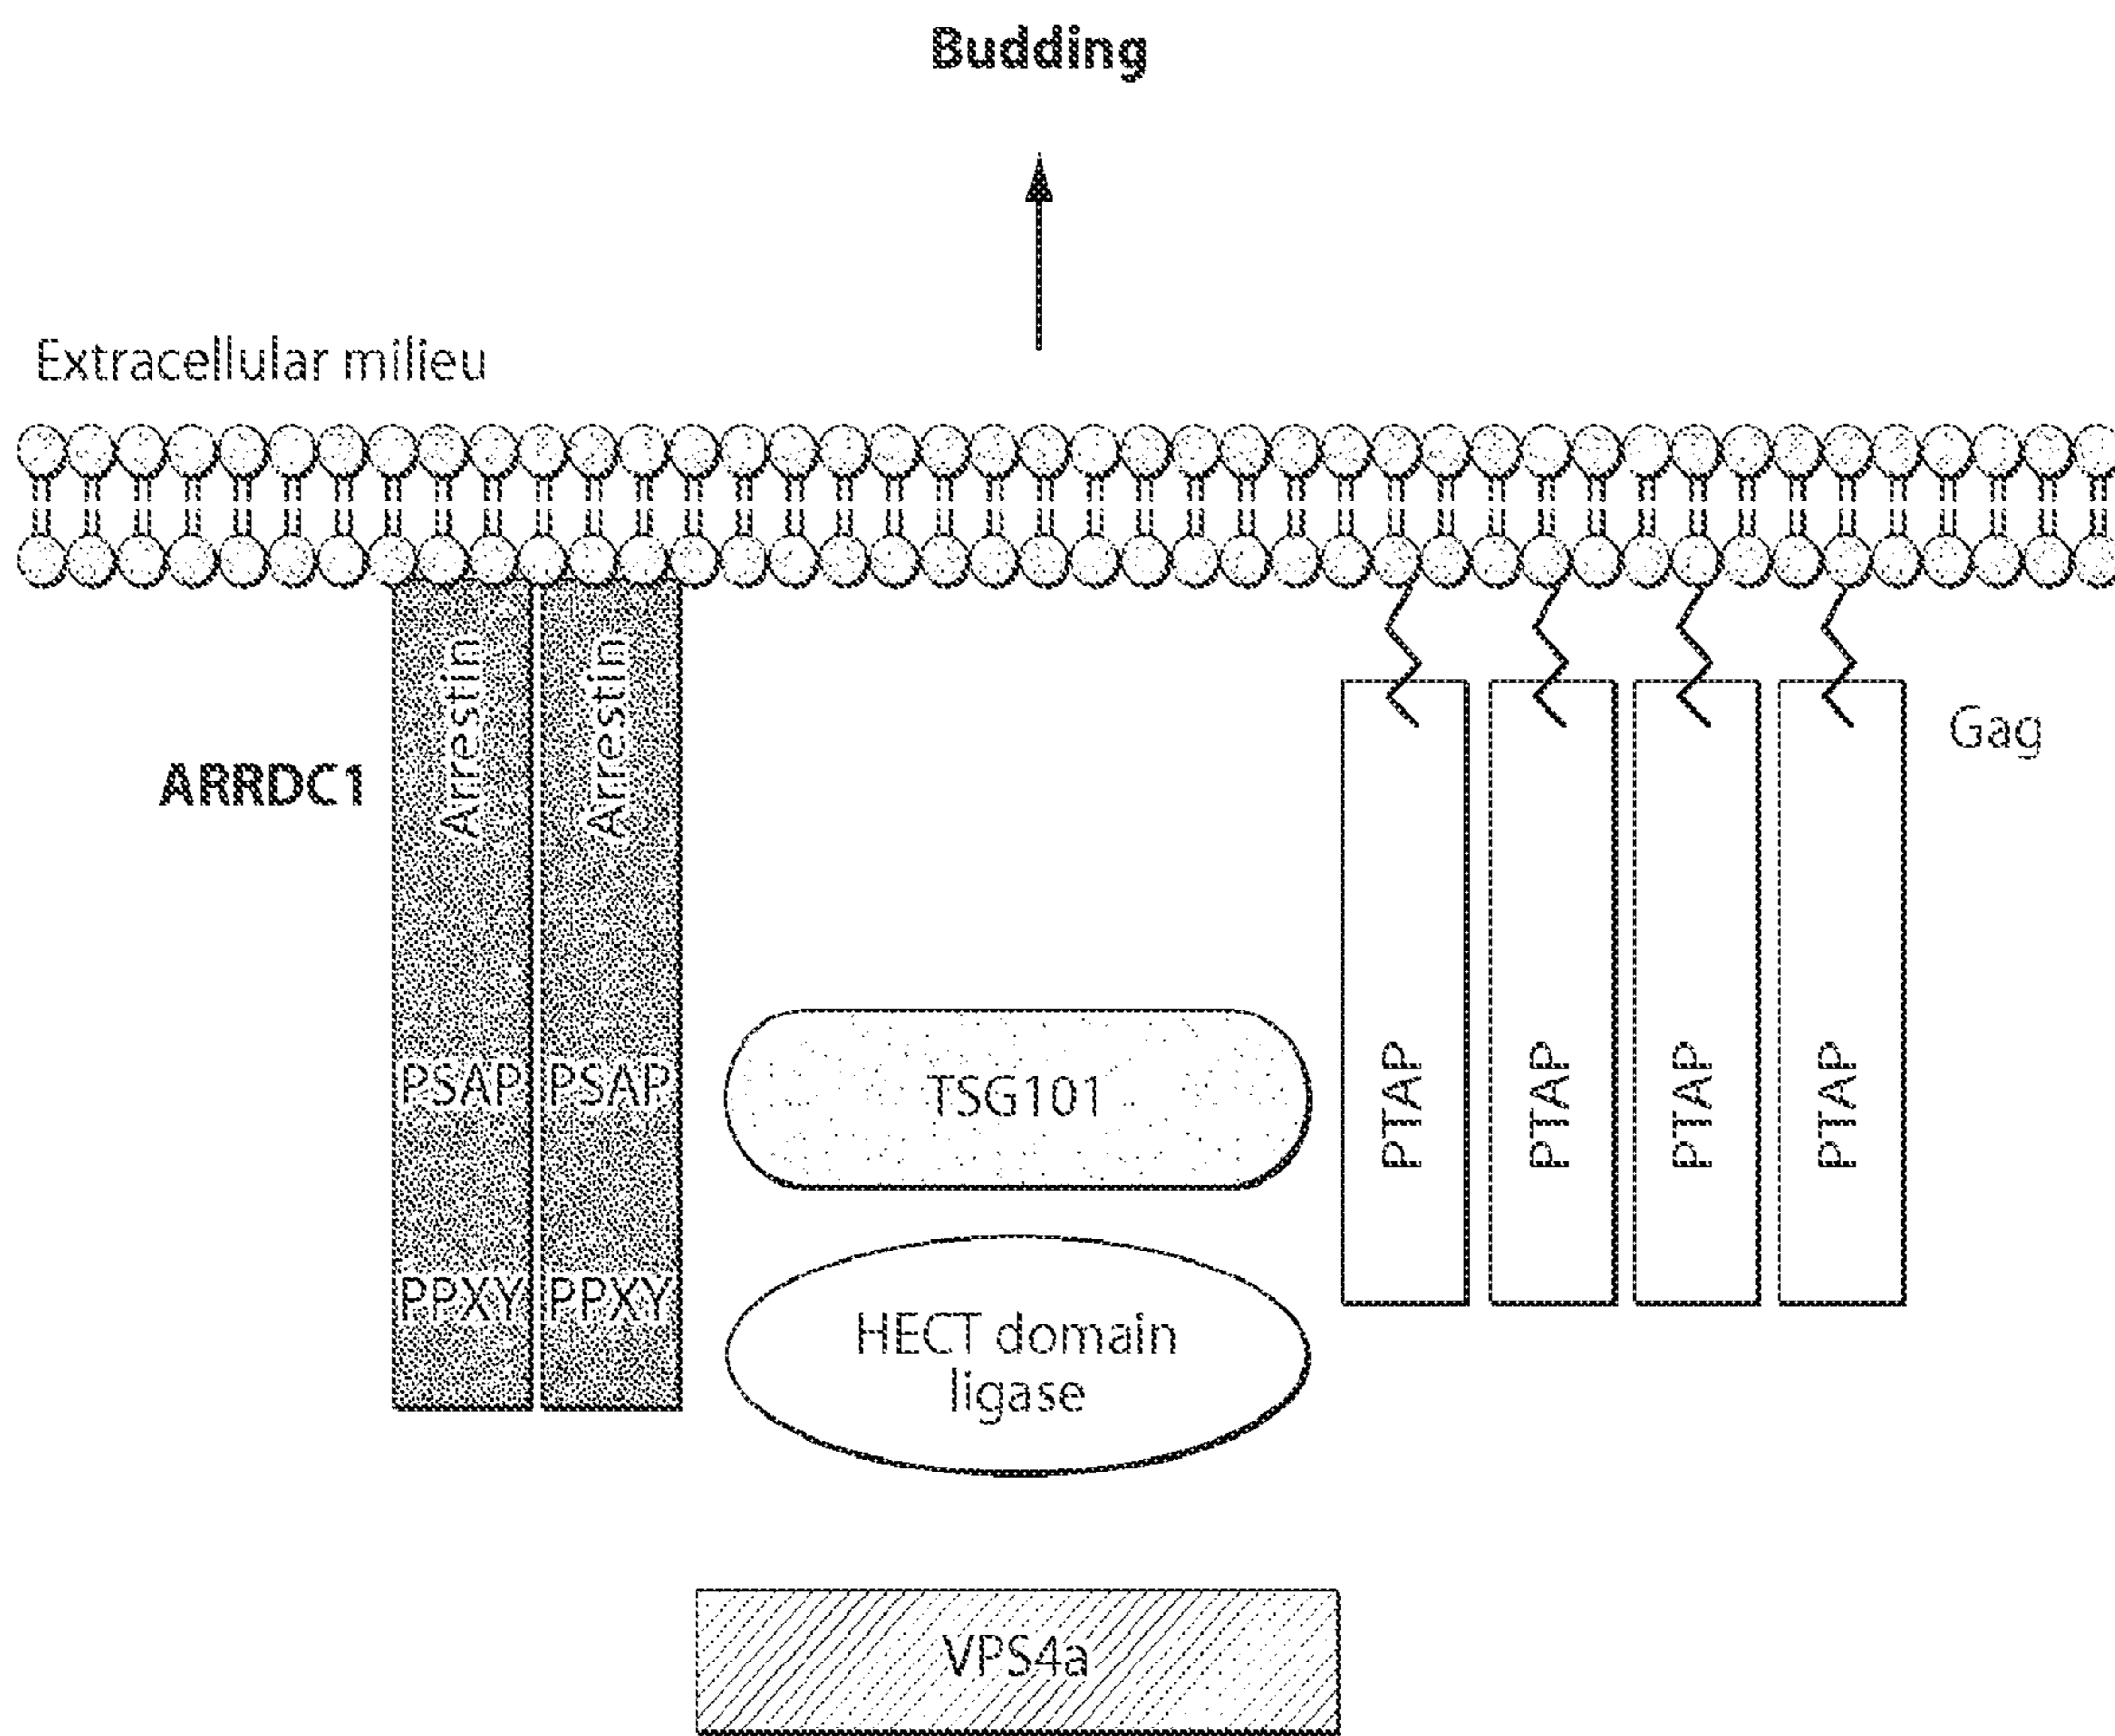 Budding
Extracellular milieu
Arrestin
Arrestin
Gag
ARRDC1
PSAP
PSAP
TSG101
PTAP
PTAP
PTAP
PTAP
PPXY
PPXY
HECT domain
ligase
VPS4a